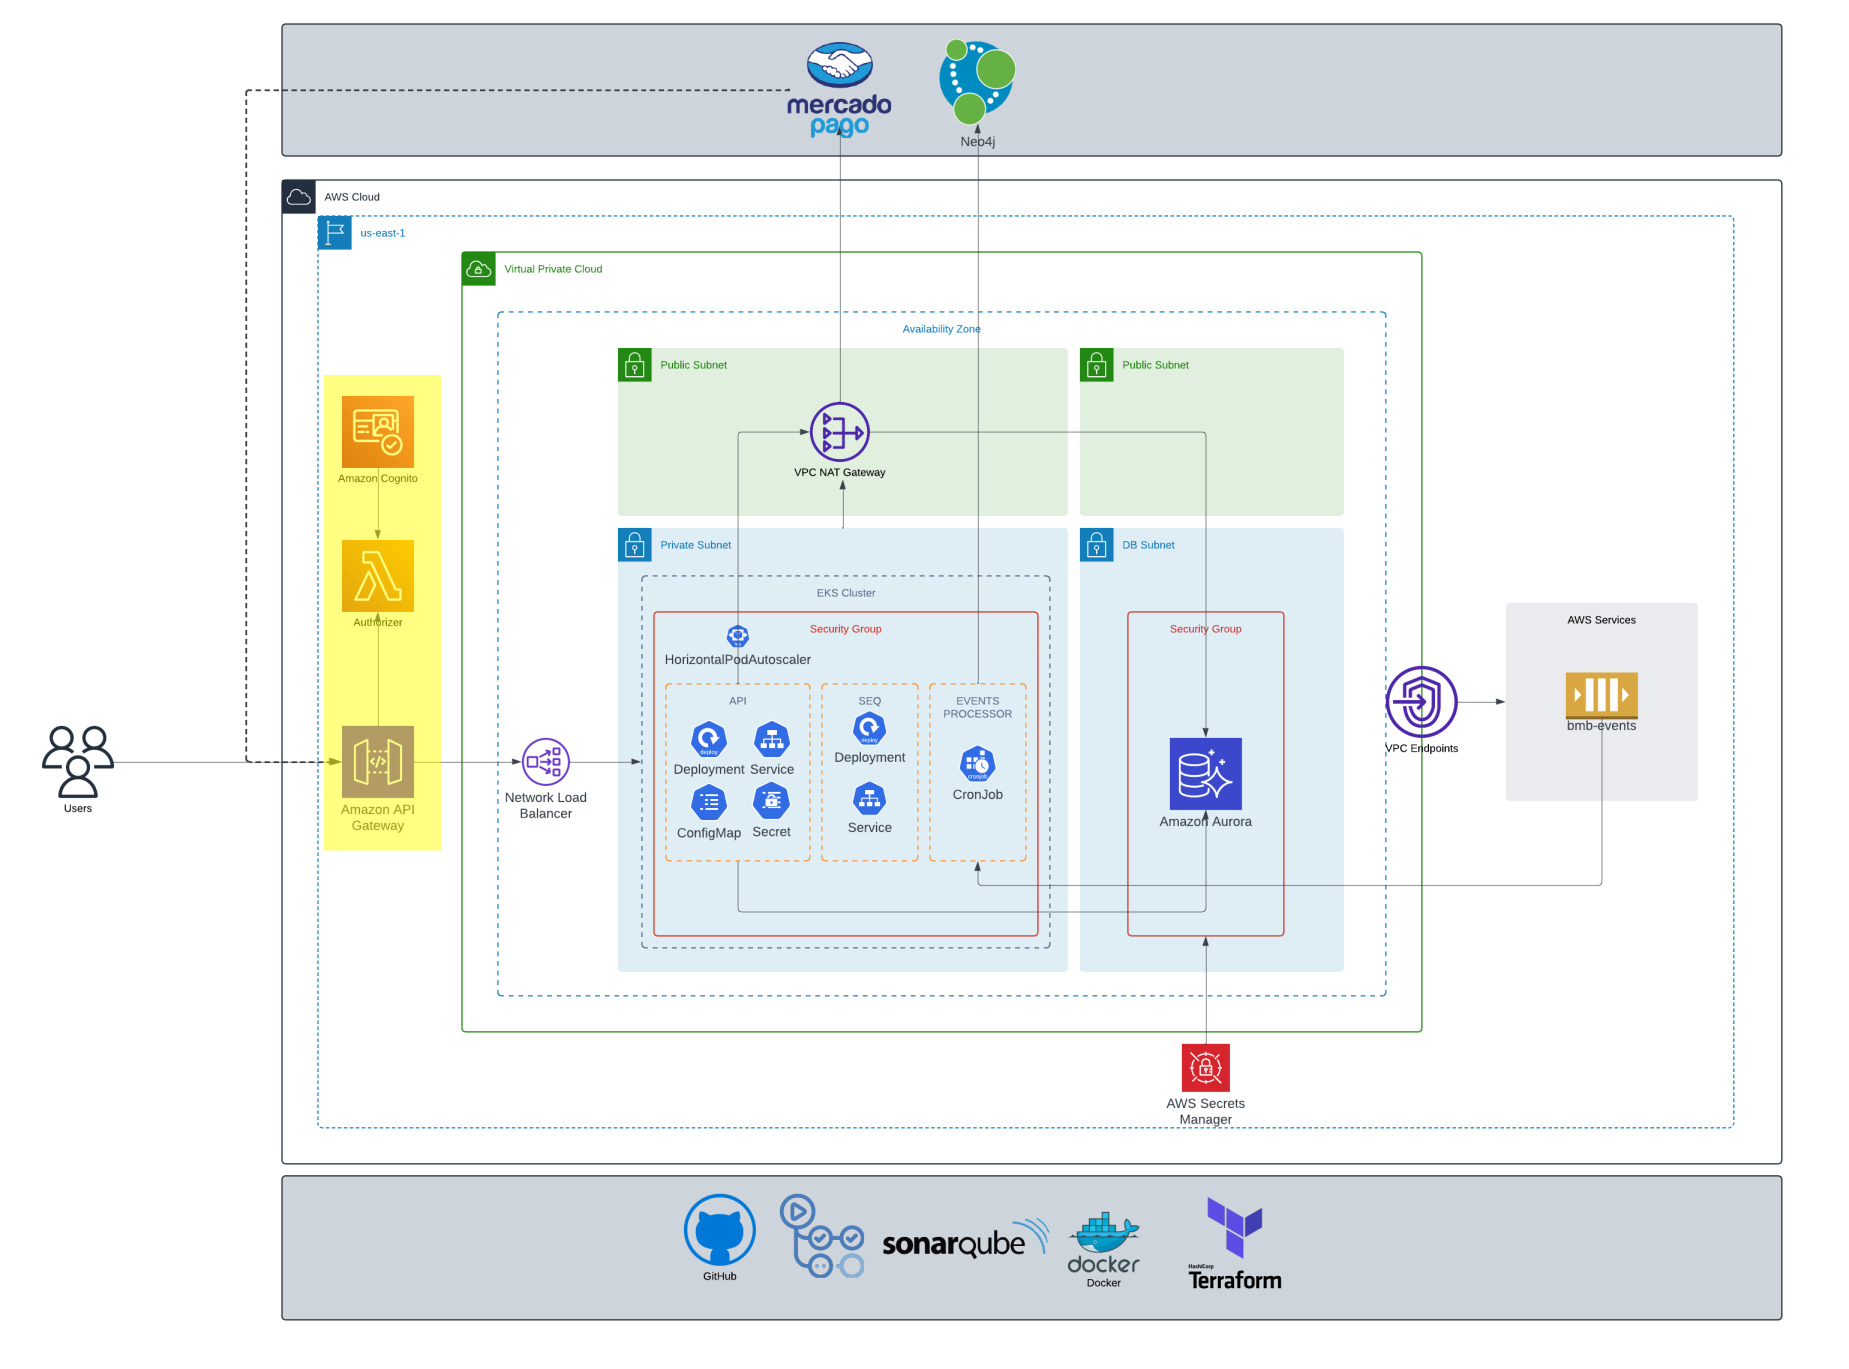 mercado
pago
Neo4j
AWS Cloud
us-east-1
Virtual Private Cloud
Availability Zone
Public Subnet
Public Subnet
VPC NAT Gateway
Amazon Cognito
Authorizer
Amazon API
Gateway
Users
Network Load
Balancer
Private Subnet
EKS Cluster
Security Group
HorizontalPodAutoscaler
API
deploy
Deployment
Service
ConfigMap
Secret
SEQ
deploy
Deployment
Service
EVENTS
PROCESSOR
cronjob
CronJob
DB Subnet
Security Group
Amazon Aurora
VPC Endpoints
AWS Services
bmb-events
AWS Secrets
Manager
GitHub
sonarqube
docker
Docker
HashiCorp
Terraform